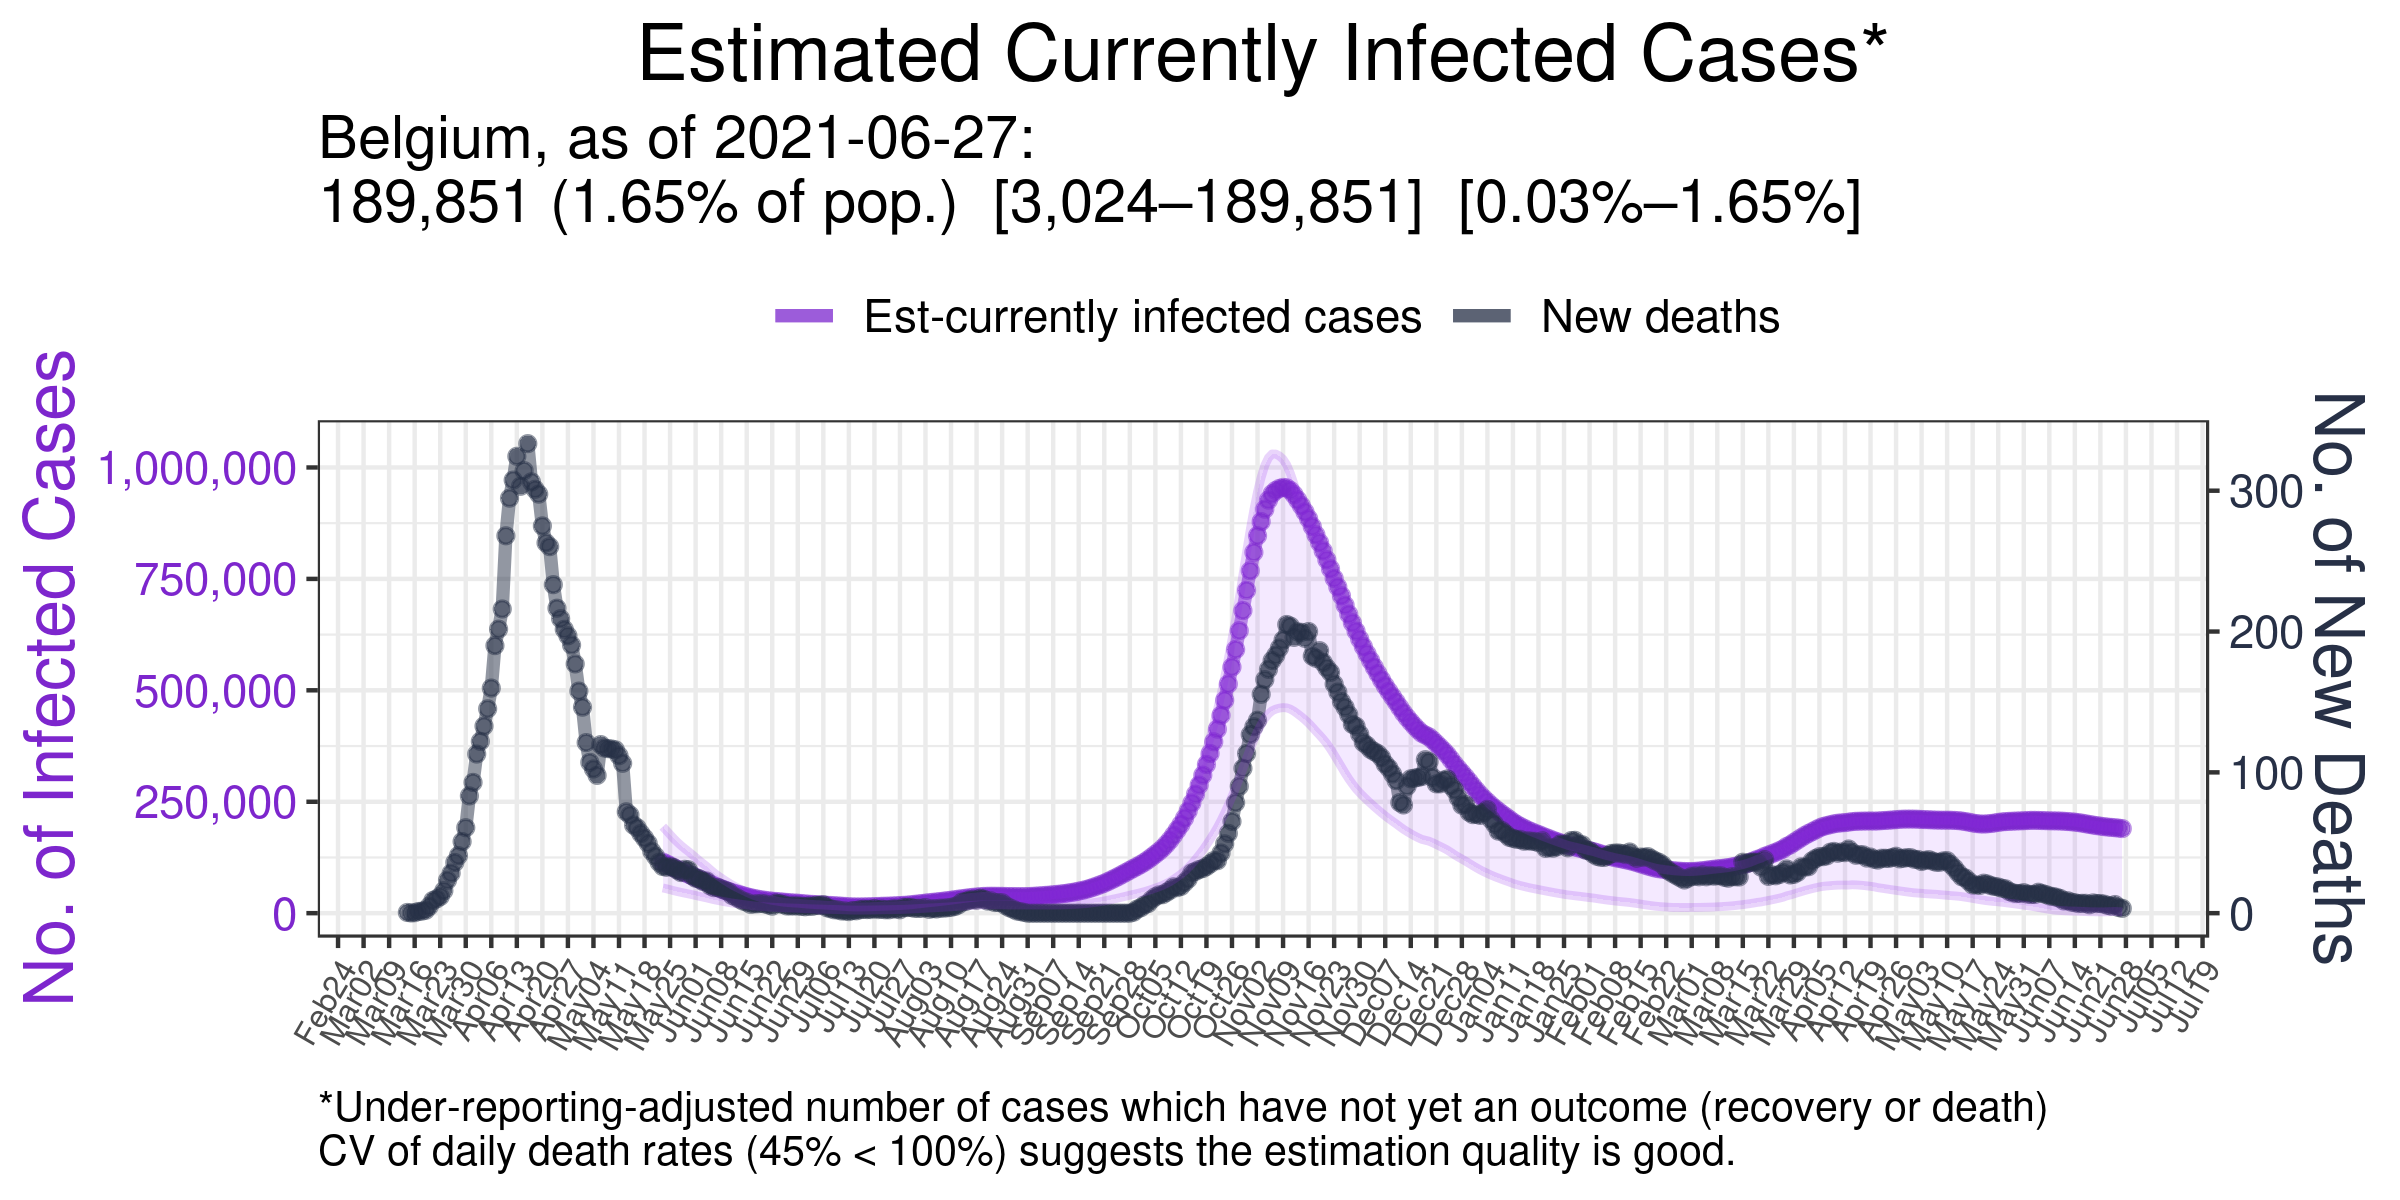 Estimated Currently Infected Cases*
Belgium, as of 2021-06-27:
189,851 (1.65% of pop.)  [3,024–189,851]  [0.03%–1.65%]
Est-currently infected cases
New deaths
No. of Infected Cases
1,000,000
750,000
500,000
250,000
0
300
200
100
0
No. of New Deaths
Feb24
Mar02
Mar09
Mar16
Mar23
Mar30
Apr06
Apr13
Apr20
Apr27
May04
May11
May18
May25
Jun01
Jun08
Jun15
Jun22
Jun29
Jul06
Jul13
Jul20
Jul27
Aug03
Aug10
Aug17
Aug24
Aug31
Sep07
Sep14
Sep21
Sep28
Oct05
Oct12
Oct19
Oct26
Nov02
Nov09
Nov16
Nov23
Nov30
Dec07
Dec14
Dec21
Dec28
Jan04
Jan11
Jan18
Jan25
Feb01
Feb08
Feb15
Feb22
Mar01
Mar08
Mar15
Mar22
Mar29
Apr05
Apr12
Apr19
Apr26
May03
May10
May17
May24
May31
Jun07
Jun14
Jun21
Jun28
Jul05
Jul12
Jul19
*Under-reporting-adjusted number of cases which have not yet an outcome (recovery or death)
CV of daily death rates (45% < 100%) suggests the estimation quality is good.